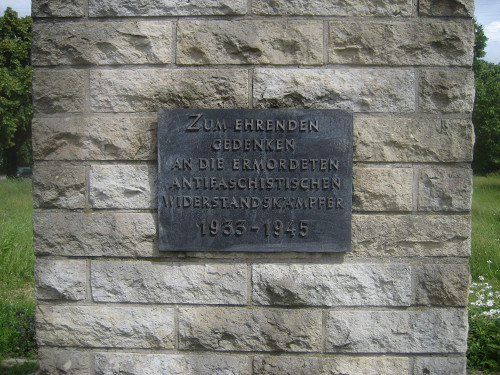 ZUM EHRENDEN
GEDENKEN
AN DIE ERMORDETEN
ANTIFASCHISTISCHEN
WIDERSTANDSKÄMPFER
1933-1945